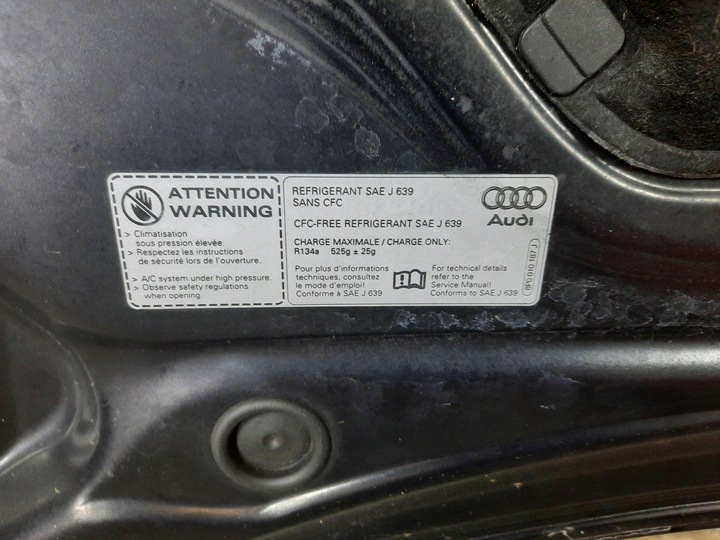 ATTENTION
WARNING
> Climatisation
sous pression élevée
> Respectez les instructions
de sécurité lors de l'ouverture.
> A/C system under high pressure.
> Observe safety regulations
when opening.
REFRIGERANT SAE J 639
SANS CFC
CFC-FREE REFRIGERANT SAE J 639
CHARGE MAXIMALE / CHARGE ONLY:
R134a 525g ± 25g
Pour plus d'informations
techniques, consultez
le mode d'emploi!
Conforme à SAE J 639
For technical details
refer to the
Service Manual!
Conforms to SAE J 639
Audi
8P0 010 187 J